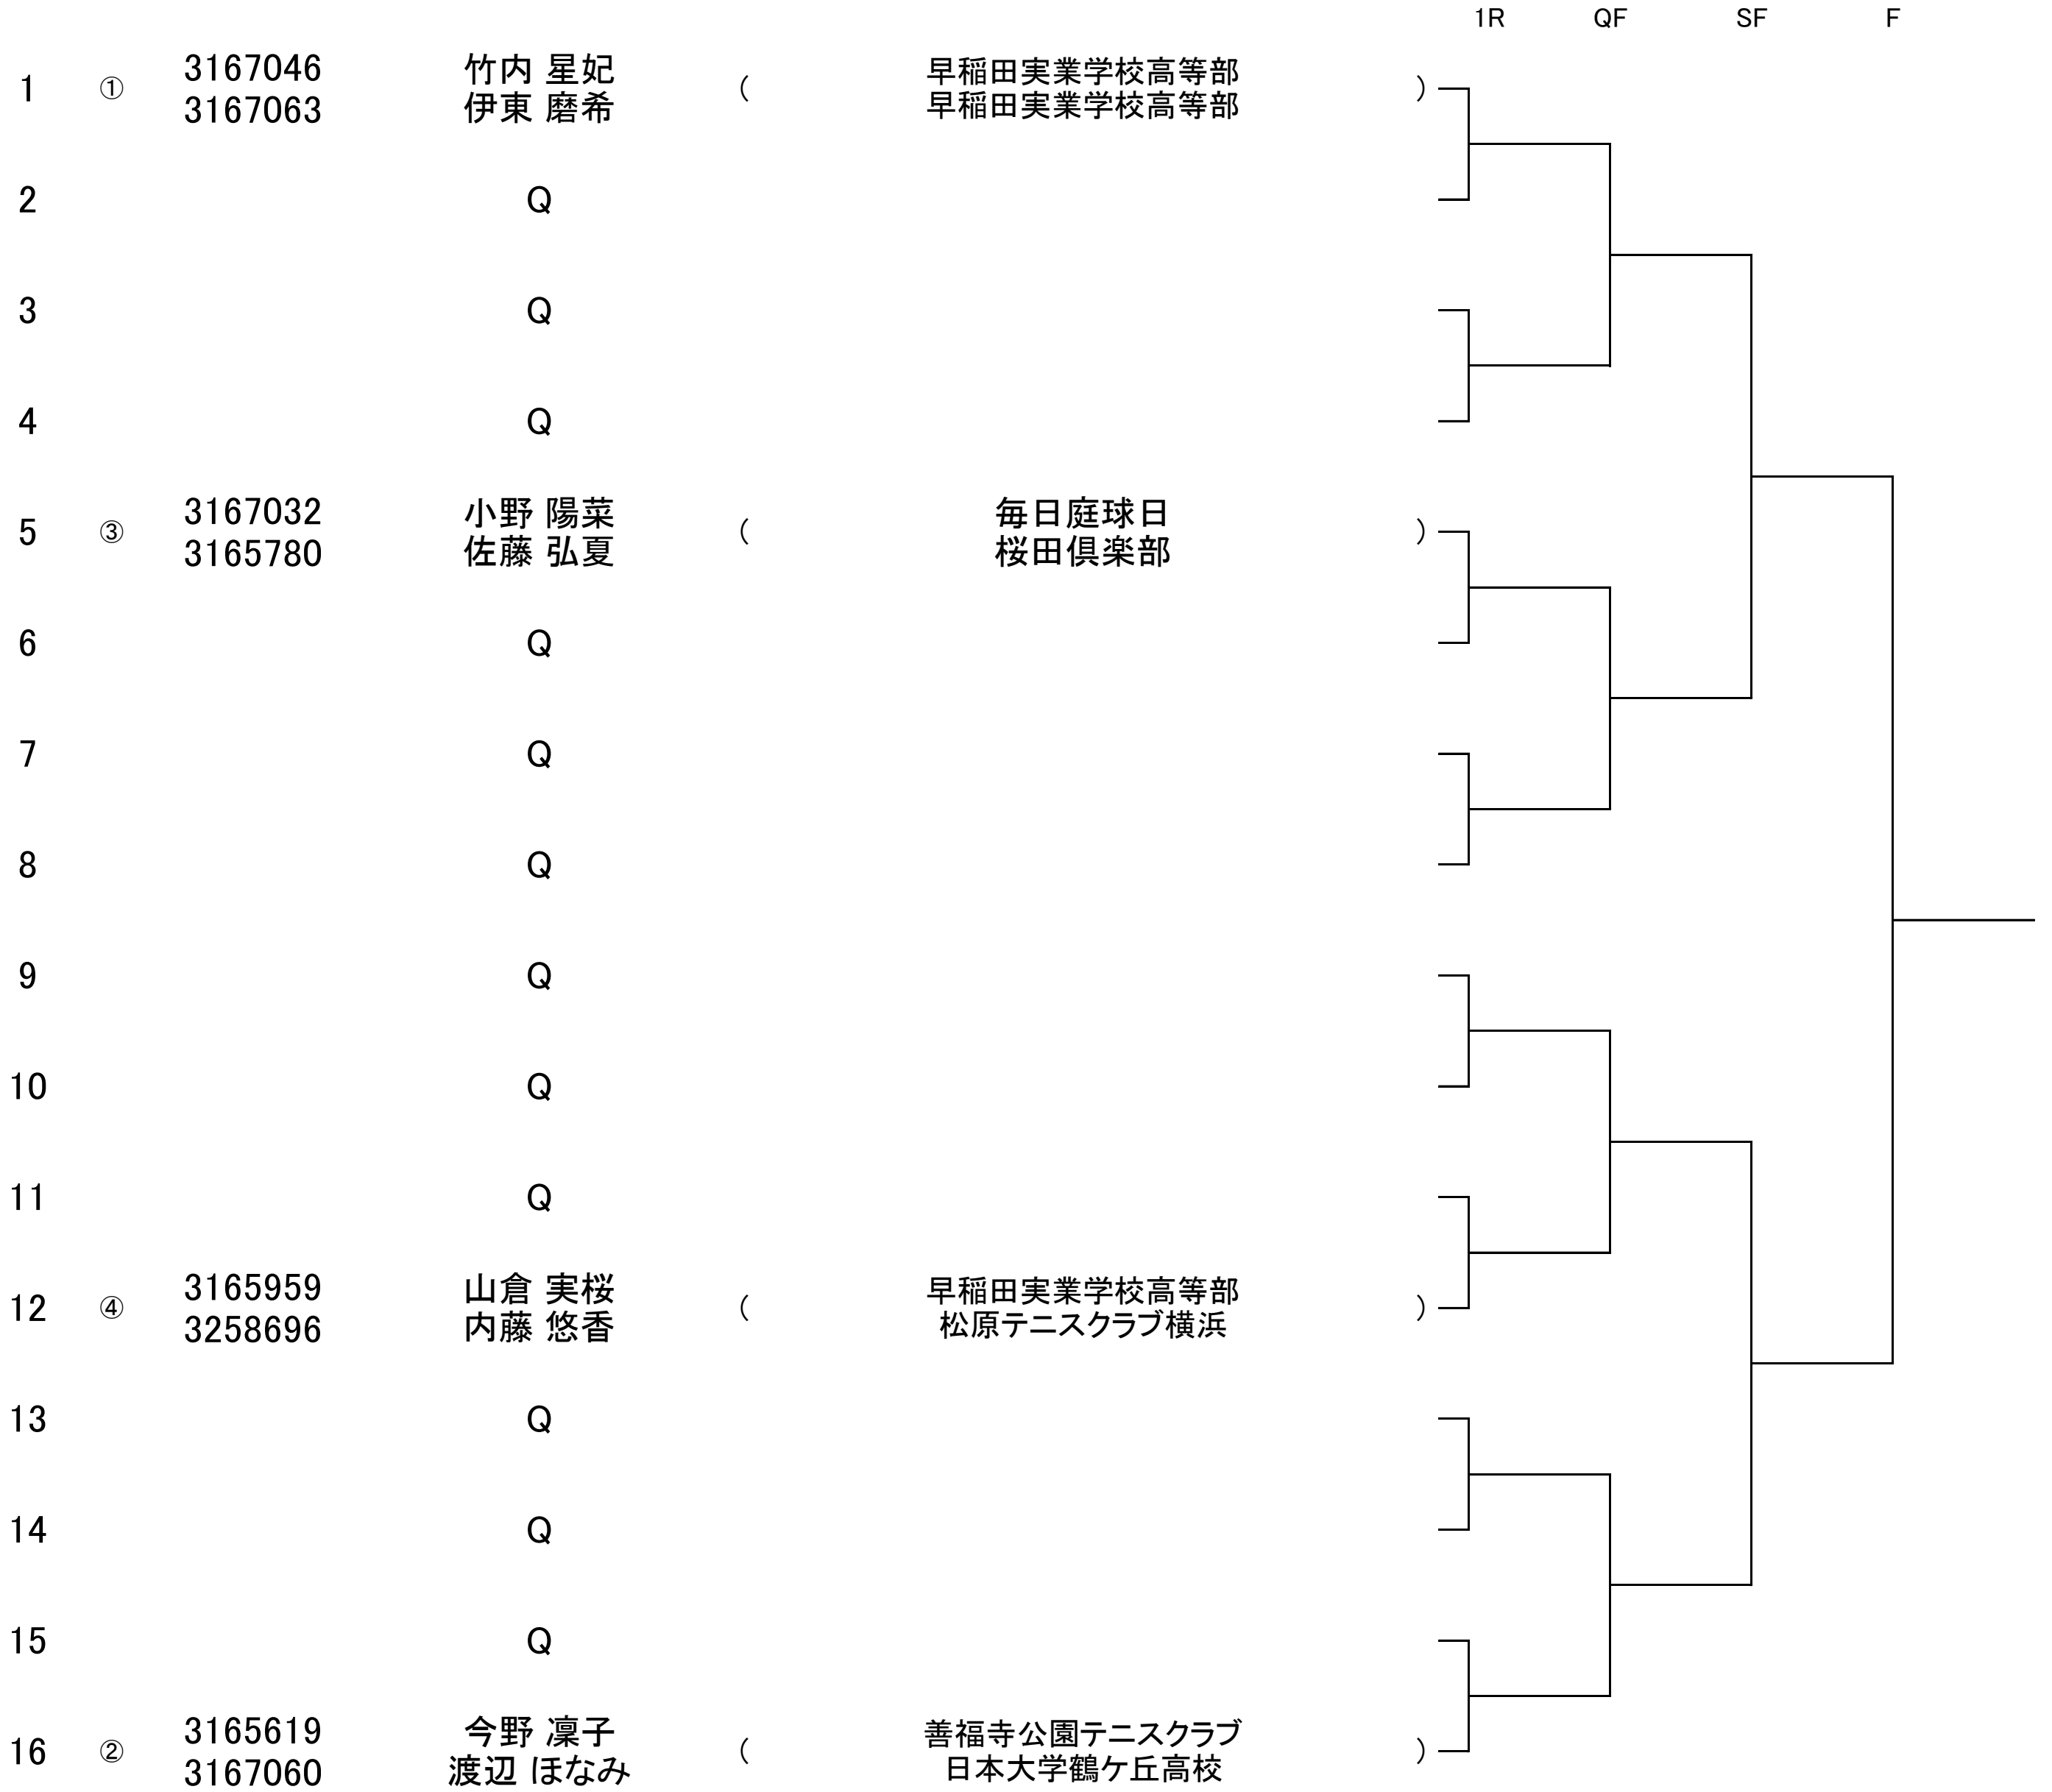 1R QF SF F
1 ① 3167046 竹内 星妃 ( 早稲田実業学校高等部 )
3167063 伊東 磨希 早稲田実業学校高等部
2 Q
3 Q
4 Q
5 ③ 3167032 小野 陽菜 ( 毎日庭球日 )
3165780 佐藤 弘夏 桜田倶楽部
6 Q
7 Q
8 Q
9 Q
10 Q
11 Q
12 ④ 3165959 山倉 実桜 ( 早稲田実業学校高等部 )
3258696 内藤 悠香 松原テニスクラブ横浜
13 Q
14 Q
15 Q
16 ② 3165619 今野 凜子 ( 善福寺公園テニスクラブ )
3167060 渡辺 ほなみ 日本大学鶴ケ丘高校